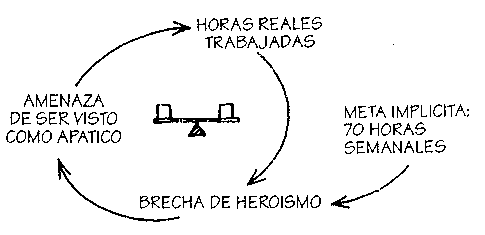 HORAS REALES
TRABAJADAS
AMENAZA
DE SER VISTO
COMO APATICO
META IMPLICITA:
70 HORAS
SEMANALES
BRECHA DE HEROISMO